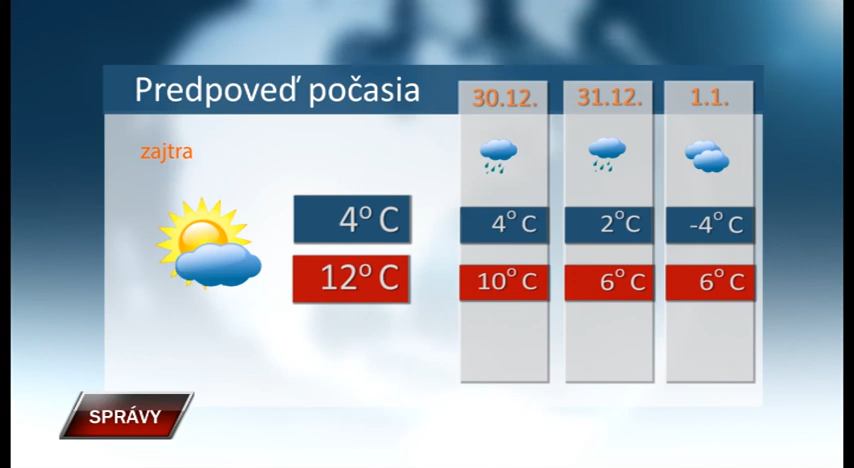 Predpoveď počasia
zajtra
4° C
12° C
30.12.
4° C
10° C
31.12.
2°C
6° C
1.1.
-4° C
6° C
SPRÁVY